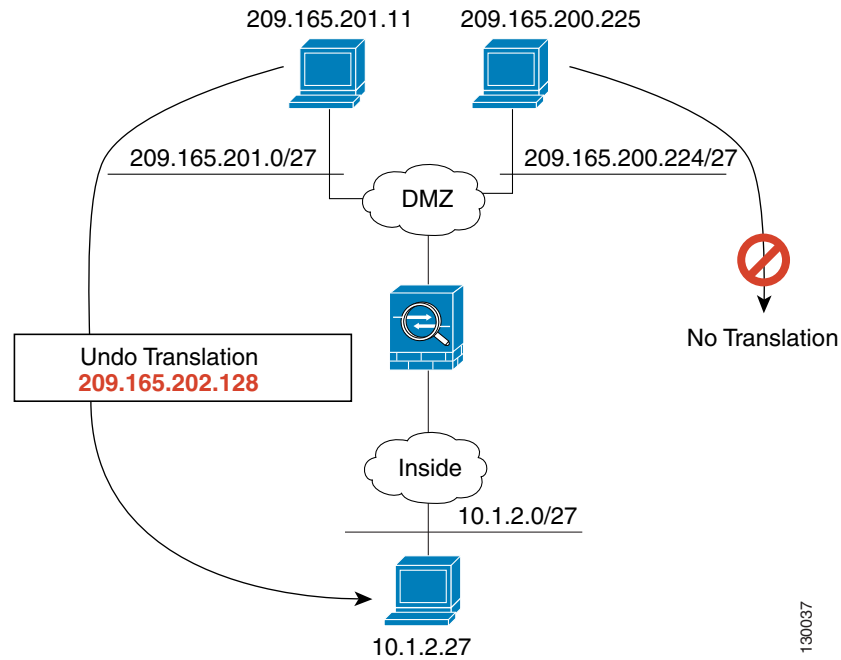 209.165.201.11
209.165.200.225
209.165.201.0/27
209.165.200.224/27
DMZ
No Translation
Undo Translation
209.165.202.128
Inside
10.1.2.0/27
10.1.2.27
130037